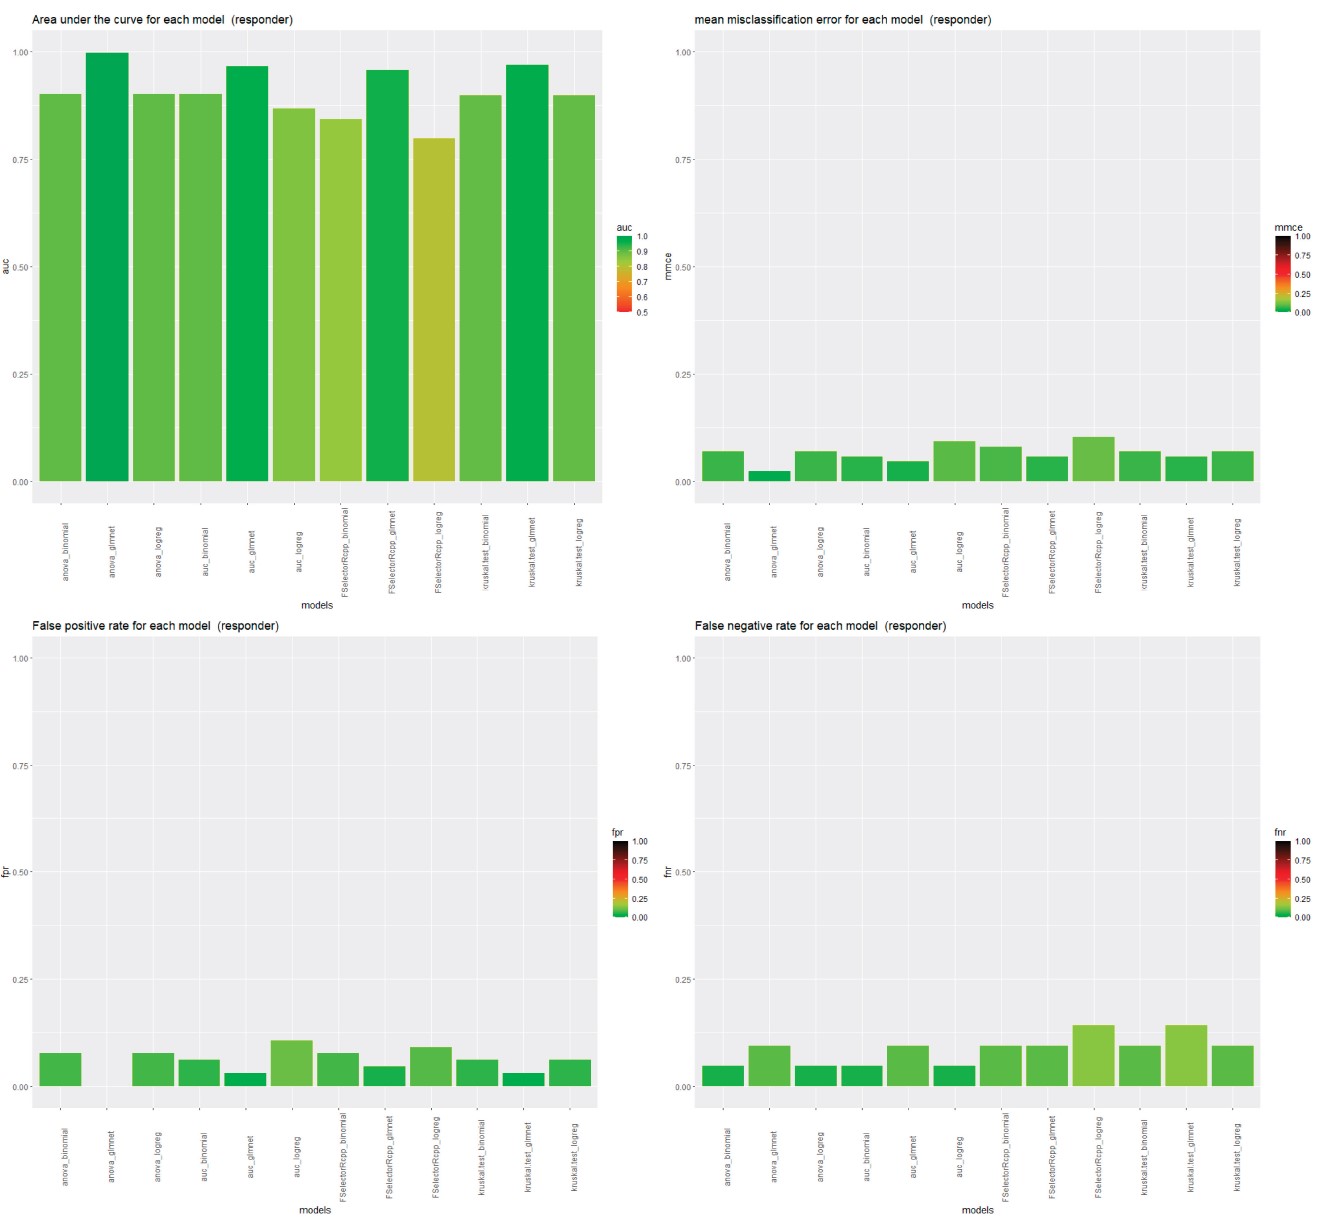 Area under the curve for each model  (responder)
1.00
0.75
0.50
0.25
0.00
auc
anova_binomial
anova_glmnet
anova_logreg
auc_binomial
auc_glmnet
auc_logreg
FSelectorRcpp_binomial
FSelectorRcpp_glmnet
FSelectorRcpp_logreg
kruskal.test_binomial
kruskal.test_glmnet
kruskal.test_logreg
models
auc
1.0
0.9
0.8
0.7
0.6
0.5
mean misclassification error for each model  (responder)
1.00
0.75
0.50
0.25
0.00
mmce
anova_binomial
anova_glmnet
anova_logreg
auc_binomial
auc_glmnet
auc_logreg
FSelectorRcpp_binomial
FSelectorRcpp_glmnet
FSelectorRcpp_logreg
kruskal.test_binomial
kruskal.test_glmnet
kruskal.test_logreg
models
mmce
1.00
0.75
0.50
0.25
0.00
False positive rate for each model  (responder)
1.00
0.75
0.50
0.25
0.00
fpr
anova_binomial
anova_glmnet
anova_logreg
auc_binomial
auc_glmnet
auc_logreg
FSelectorRcpp_binomial
FSelectorRcpp_glmnet
FSelectorRcpp_logreg
kruskal.test_binomial
kruskal.test_glmnet
kruskal.test_logreg
models
fpr
1.00
0.75
0.50
0.25
0.00
False negative rate for each model  (responder)
1.00
0.75
0.50
0.25
0.00
fnr
anova_binomial
anova_glmnet
anova_logreg
auc_binomial
auc_glmnet
auc_logreg
FSelectorRcpp_binomial
FSelectorRcpp_glmnet
FSelectorRcpp_logreg
kruskal.test_binomial
kruskal.test_glmnet
kruskal.test_logreg
models
fnr
1.00
0.75
0.50
0.25
0.00